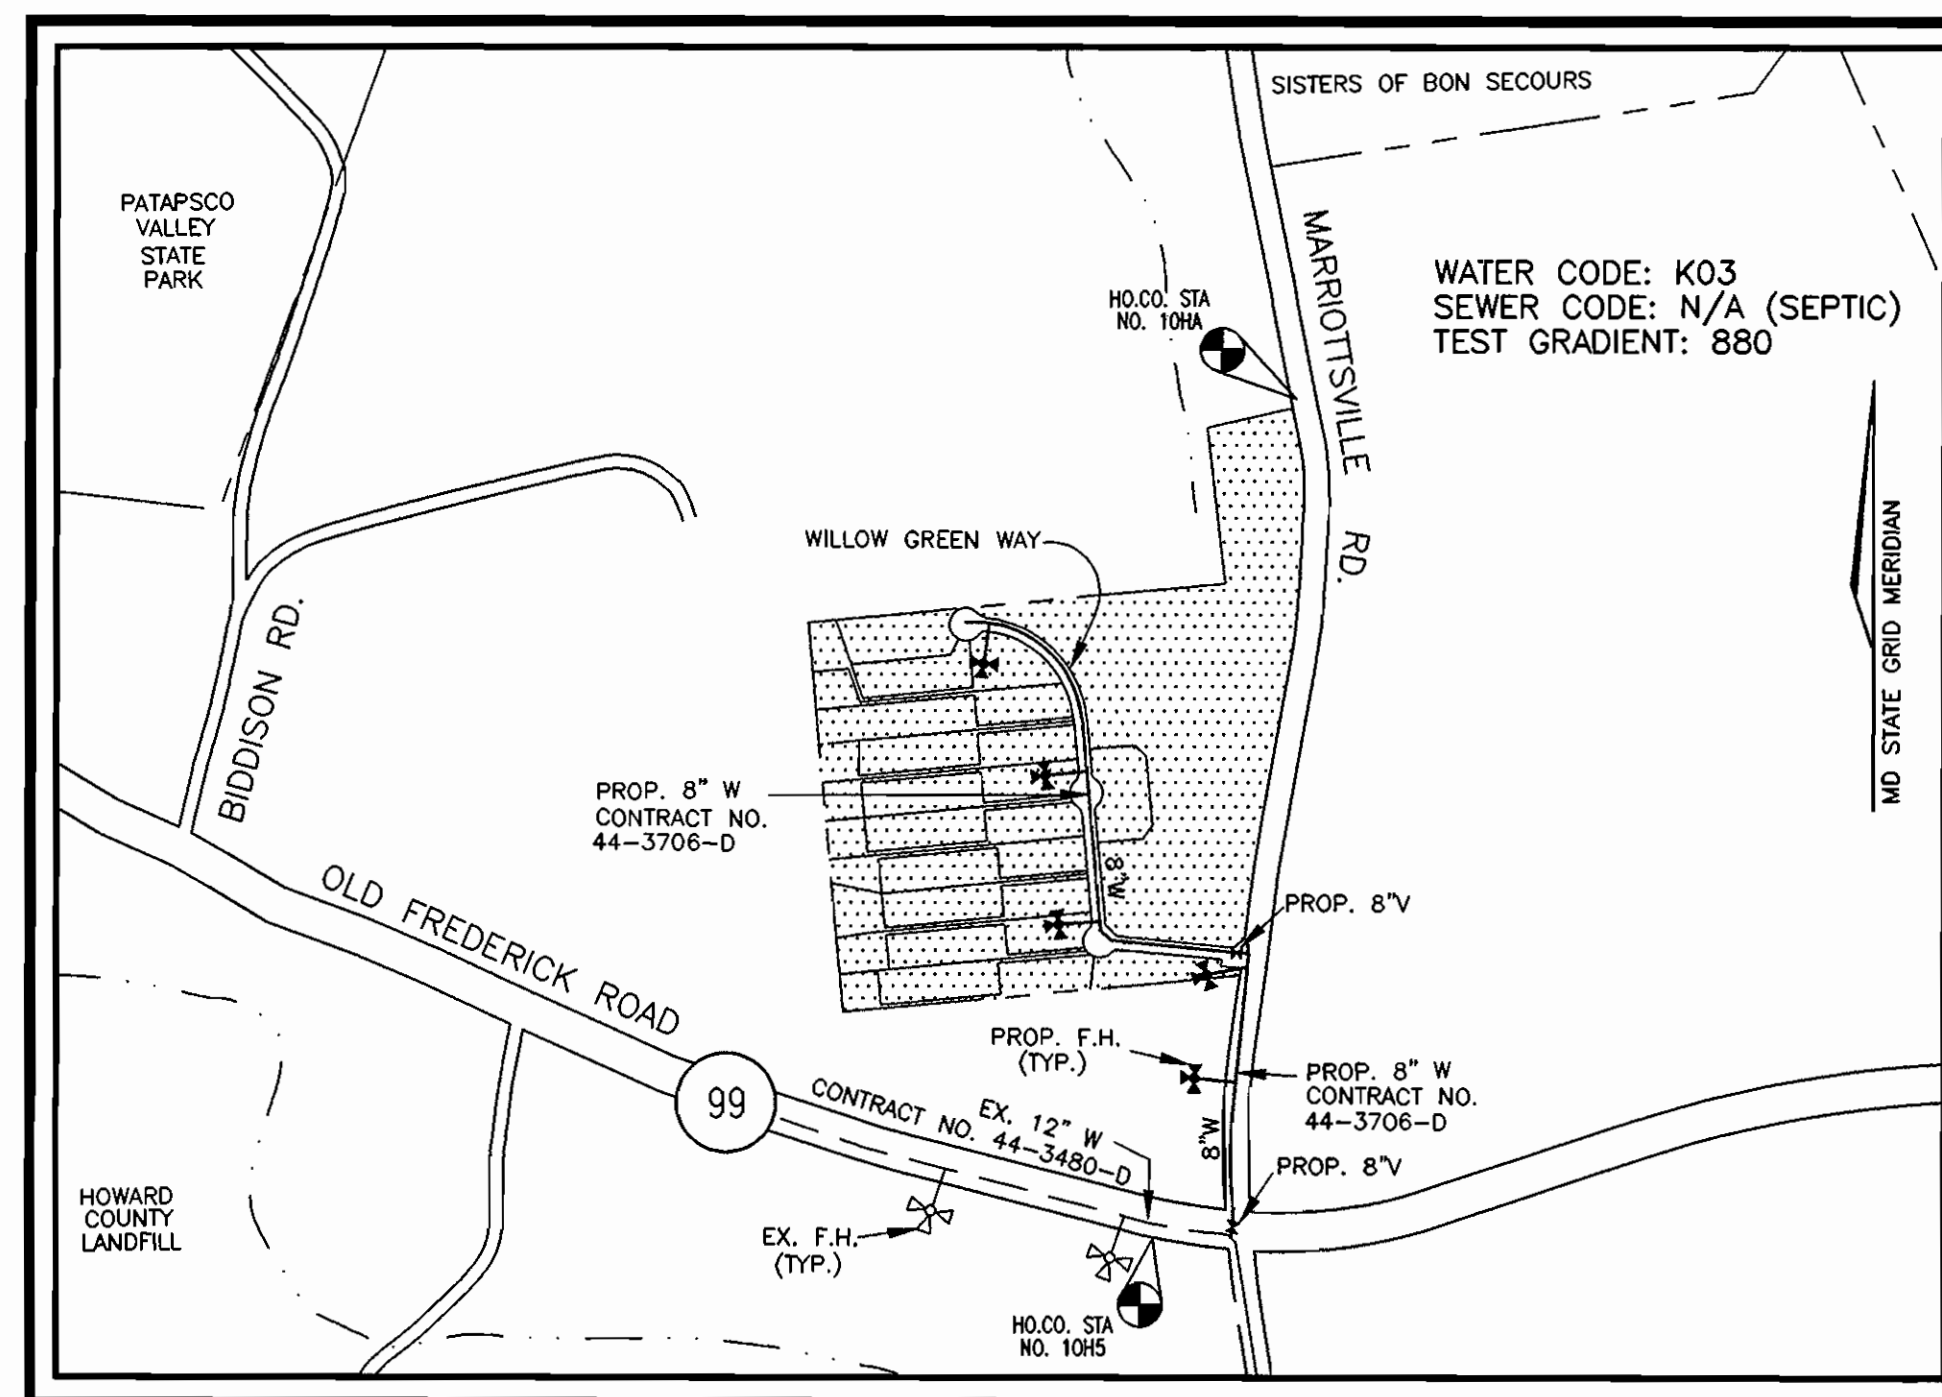 SISTERS OF BON SECOURS
PATAPSCO
VALLEY
STATE
PARK
MARRIOTTSVILLE RD.
WATER CODE: K03
SEWER CODE: N/A (SEPTIC)
TEST GRADIENT: 880
HO.CO. STA
NO. 10HA
MD STATE GRID MERIDIAN
WILLOW GREEN WAY
BIDDISON RD.
PROP. 8" W
CONTRACT NO.
44-3706-D
8"W
PROP. 8"V
OLD FREDERICK ROAD
PROP. F.H.
(TYP.)
PROP. 8" W
CONTRACT NO.
44-3706-D
99
EX. 12" W
CONTRACT NO. 44-3480-D
8"W
PROP. 8"V
HOWARD
COUNTY
LANDFILL
EX. F.H.
(TYP.)
HO.CO. STA
NO. 10H5